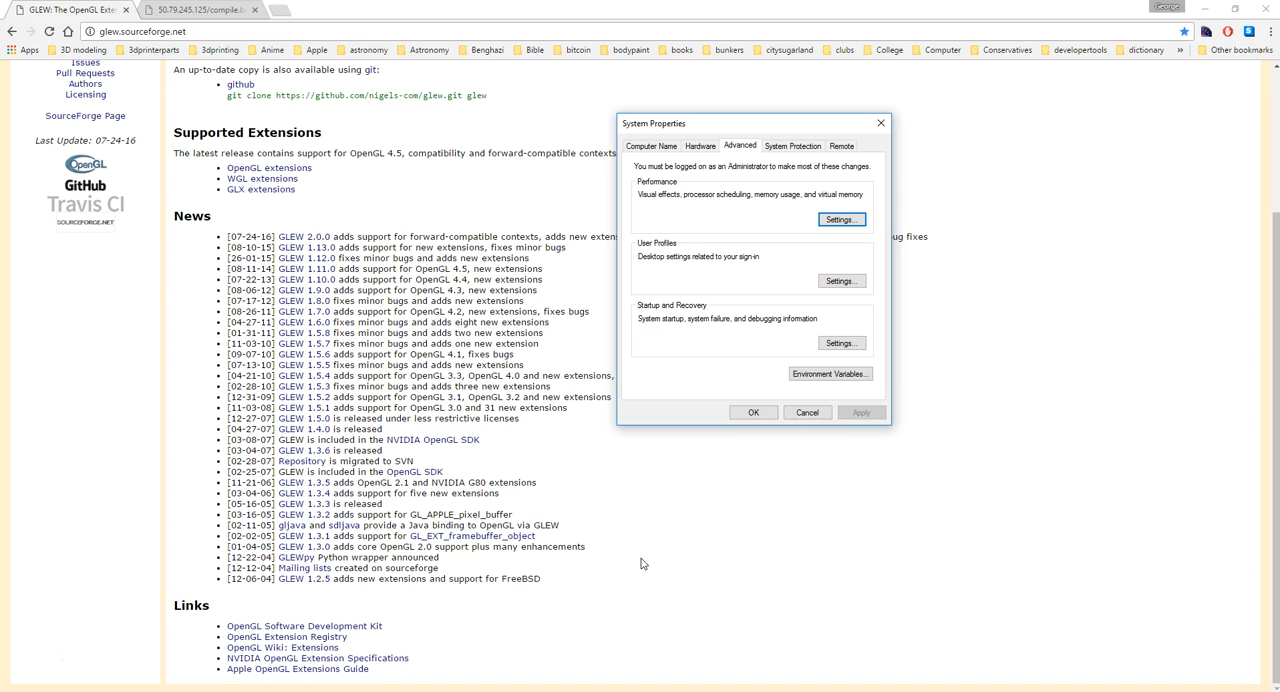 GLEW: The OpenGL Exte
50.79.245.125/compile.b
George
glew.sourceforge.net
Apps
3D modeling
3dprinterparts
3dprinting
Anime
Apple
astronomy
Astronomy
Benghazi
Bible
bitcoin
bodypaint
books
bunkers
citysugarland
clubs
College
Computer
Conservatives
developertools
dictionary
»
Other bookmarks
Issues
Pull Requests
Authors
Licensing
SourceForge Page
Last Update: 07-24-16
OpenGL
GitHub
Travis CI
SOURCEFORGE.NET
An up-to-date copy is also available using git:
github
git clone https://github.com/nigels-com/glew.git glew
Supported Extensions
The latest release contains support for OpenGL 4.5, compatibility and forward-compatible contexts
OpenGL extensions
WGL extensions
GLX extensions
News
[07-24-16] GLEW 2.0.0 adds support for forward-compatible contexts, adds new exten
ug fixes
[08-10-15] GLEW 1.13.0 adds support for new extensions, fixes minor bugs
[26-01-15] GLEW 1.12.0 fixes minor bugs and adds new extensions
[08-11-14] GLEW 1.11.0 adds support for OpenGL 4.5, new extensions
[07-22-13] GLEW 1.10.0 adds support for OpenGL 4.4, new extensions
[08-06-12] GLEW 1.9.0 adds support for OpenGL 4.3, new extensions
[07-17-12] GLEW 1.8.0 fixes minor bugs and adds new extensions
[08-26-11] GLEW 1.7.0 adds support for OpenGL 4.2, new extensions, fixes bugs
[04-27-11] GLEW 1.6.0 fixes minor bugs and adds eight new extensions
[01-31-11] GLEW 1.5.8 fixes minor bugs and adds two new extensions
[11-03-10] GLEW 1.5.7 fixes minor bugs and adds one new extension
[09-07-10] GLEW 1.5.6 adds support for OpenGL 4.1, fixes bugs
[07-13-10] GLEW 1.5.5 fixes minor bugs and adds new extensions
[04-21-10] GLEW 1.5.4 adds support for OpenGL 3.3, OpenGL 4.0 and new extensions,
[02-28-10] GLEW 1.5.3 fixes minor bugs and adds three new extensions
[12-31-09] GLEW 1.5.2 adds support for OpenGL 3.1, OpenGL 3.2 and new extensions
[11-03-08] GLEW 1.5.1 adds support for OpenGL 3.0 and 31 new extensions
[12-27-07] GLEW 1.5.0 is released under less restrictive licenses
[04-27-07] GLEW 1.4.0 is released
[03-08-07] GLEW is included in the NVIDIA OpenGL SDK
[03-04-07] GLEW 1.3.6 is released
[02-28-07] Repository is migrated to SVN
[02-25-07] GLEW is included in the OpenGL SDK
[11-21-06] GLEW 1.3.5 adds OpenGL 2.1 and NVIDIA G80 extensions
[03-04-06] GLEW 1.3.4 adds support for five new extensions
[05-16-05] GLEW 1.3.3 is released
[03-16-05] GLEW 1.3.2 adds support for GL_APPLE_pixel_buffer
[02-11-05] gljava and sdljava provide a Java binding to OpenGL via GLEW
[02-02-05] GLEW 1.3.1 adds support for GL_EXT_framebuffer_object
[01-04-05] GLEW 1.3.0 adds core OpenGL 2.0 support plus many enhancements
[12-22-04] GLEWpy Python wrapper announced
[12-12-04] Mailing lists created on sourceforge
[12-06-04] GLEW 1.2.5 adds new extensions and support for FreeBSD
Links
OpenGL Software Development Kit
OpenGL Extension Registry
OpenGL Wiki: Extensions
NVIDIA OpenGL Extension Specifications
Apple OpenGL Extensions Guide
System Properties
Computer Name
Hardware
Advanced
System Protection
Remote
You must be logged on as an Administrator to make most of these changes.
Performance
Visual effects, processor scheduling, memory usage, and virtual memory
Settings...
User Profiles
Desktop settings related to your sign-in
Settings...
Startup and Recovery
System startup, system failure, and debugging information
Settings...
Environment Variables...
OK
Cancel
Apply